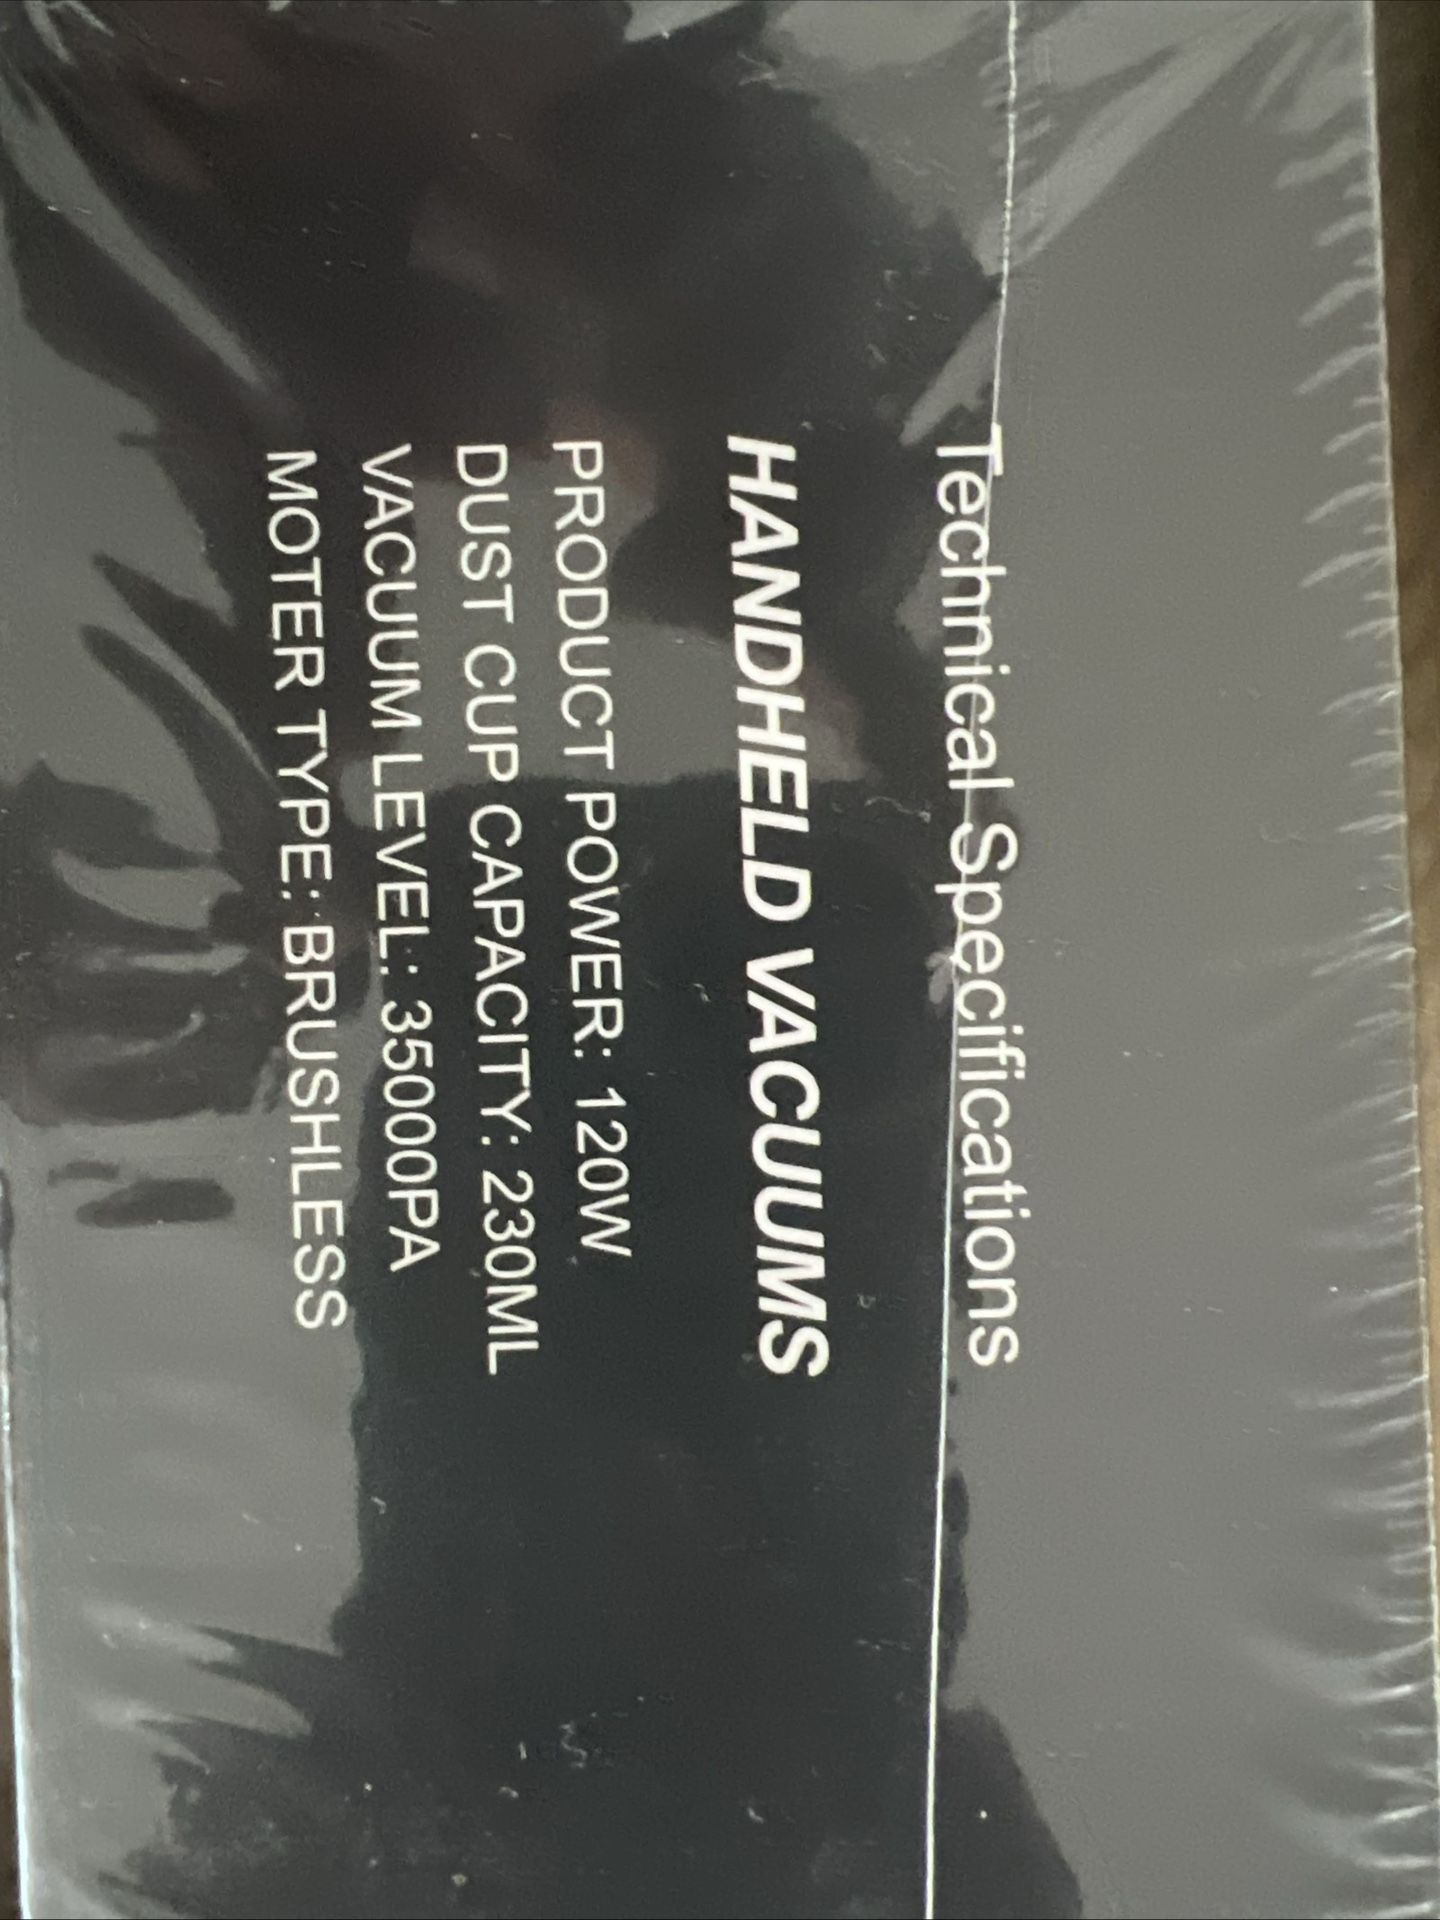 Technical Specifications
HANDHELD VACUUMS
PRODUCT POWER: 120W
DUST CUP CAPACITY: 230ML
VACUUM LEVEL: 35000PA
MOTER TYPE: BRUSHLESS